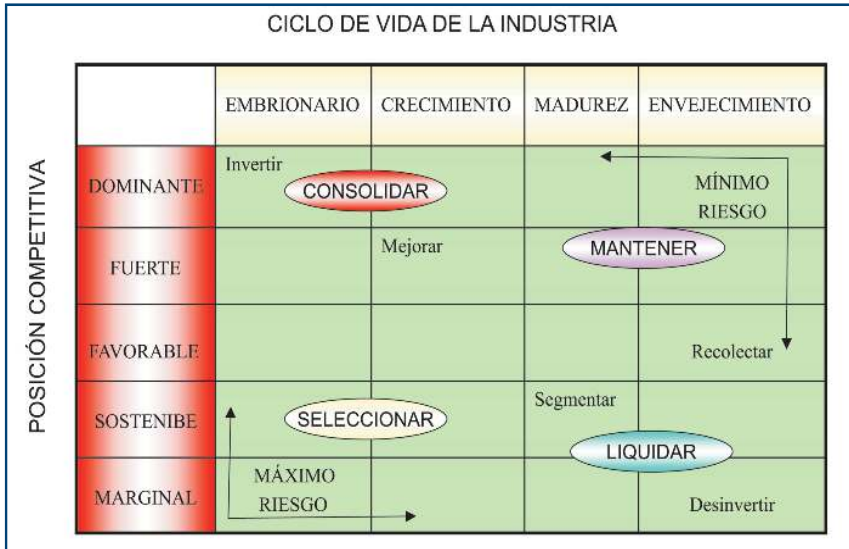 CICLO DE VIDA DE LA INDUSTRIA
EMBRIONARIO CRECIMIENTO MADUREZ ENVEJECIMIENTO
POSICIÓN COMPETITIVA
DOMINANTE
Invertir
CONSOLIDAR
MÍNIMO
RIESGO
FUERTE
Mejorar
MANTENER
FAVORABLE
Recolectar
SOSTENIBE
SELECCIONAR
Segmentar
LIQUIDAR
MARGINAL
MÁXIMO
RIESGO
Desinvertir